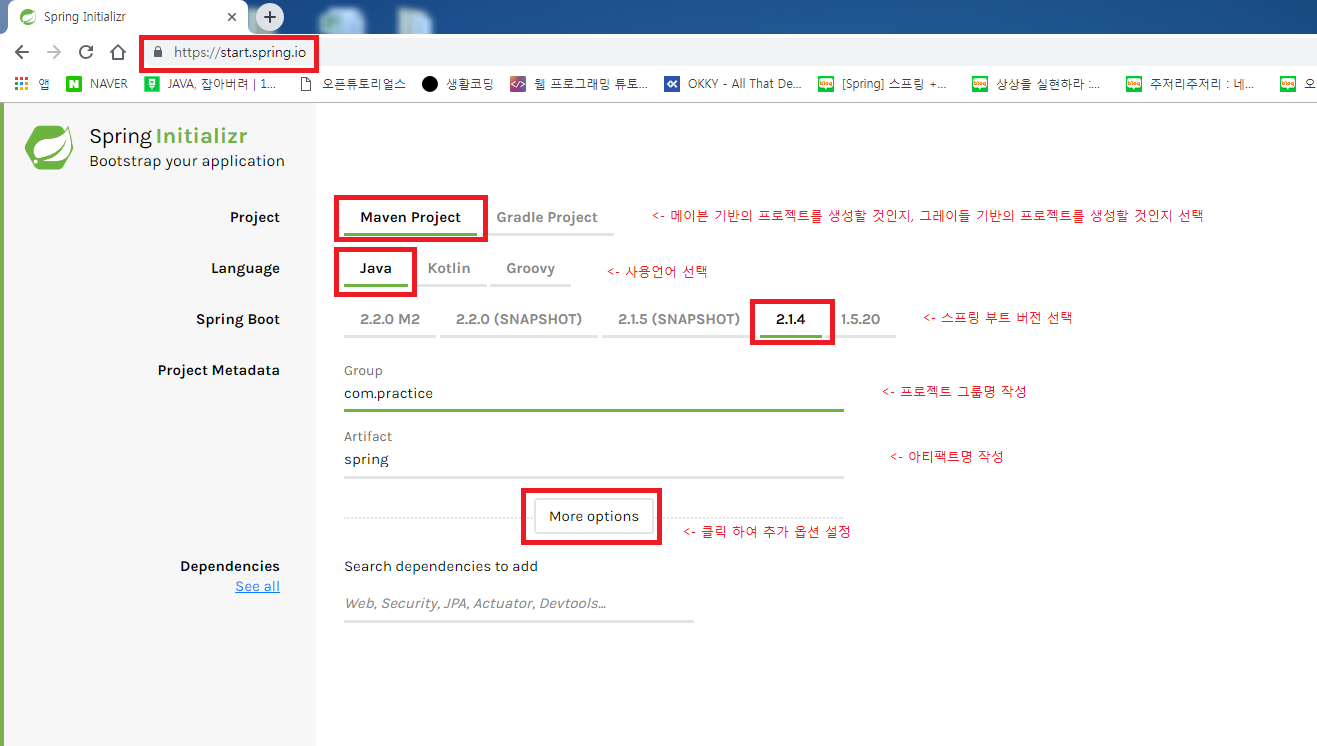 Spring Initializr
https://start.spring.io
앱 NAVER JAVA, 잡아버려 | 1... 오픈튜토리얼스 생활코딩 웹 프로그래밍 튜토... OKKY - All That De... blog [Spring] 스프링 +... blog 상상을 실현하라 :... blog 주저리주저리 : 네... blog 오
Spring Initializr
Bootstrap your application
Project Maven Project Gradle Project <- 메이븐 기반의 프로젝트를 생성할 것인지, 그레이들 기반의 프로젝트를 생성할 것인지 선택
Language Java Kotlin Groovy <- 사용언어 선택
Spring Boot 2.2.0 M2 2.2.0 (SNAPSHOT) 2.1.5 (SNAPSHOT) 2.1.4 1.5.20 <- 스프링 부트 버전 선택
Project Metadata Group
com.practice <- 프로젝트 그룹명 작성
Artifact
spring <- 아티팩트명 작성
More options <- 클릭 하여 추가 옵션 설정
Dependencies Search dependencies to add
See all
Web, Security, JPA, Actuator, Devtools...